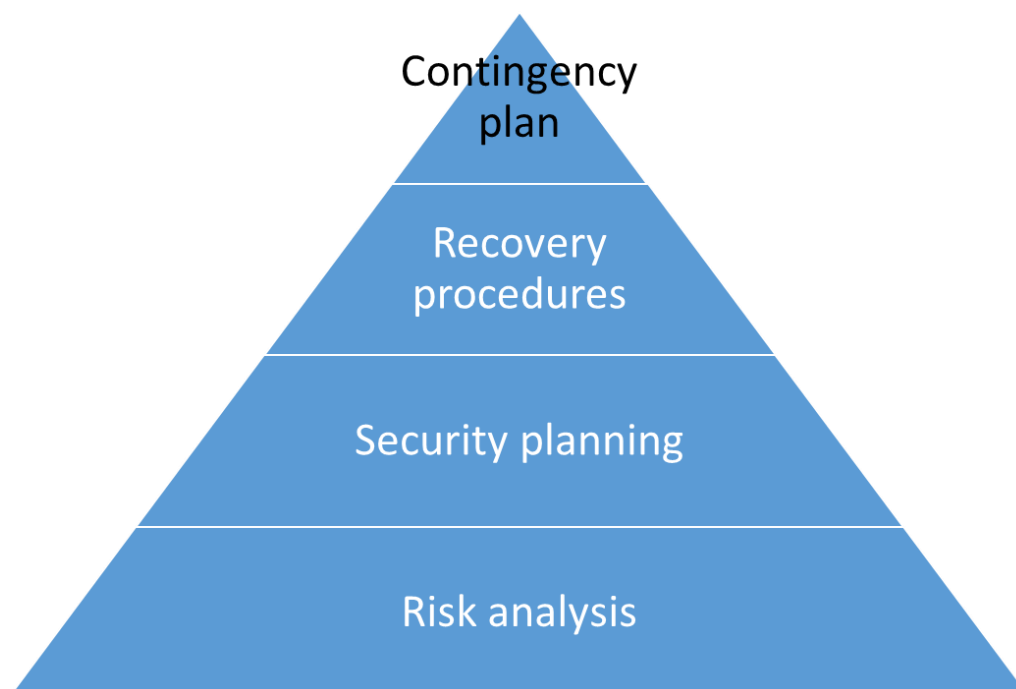 Contingency
plan
Recovery
procedures
Security planning
Risk analysis